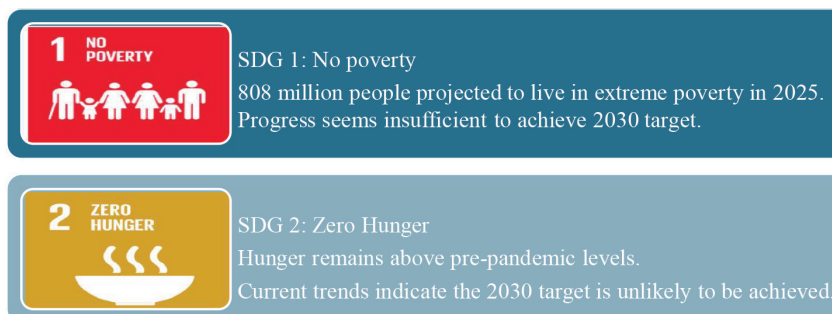 1 NO
POVERTY
SDG 1: No poverty
808 million people projected to live in extreme poverty in 2025.
Progress seems insufficient to achieve 2030 target.
2 ZERO
HUNGER
SDG 2: Zero Hunger
Hunger remains above pre-pandemic levels.
Current trends indicate the 2030 target is unlikely to be achieved.